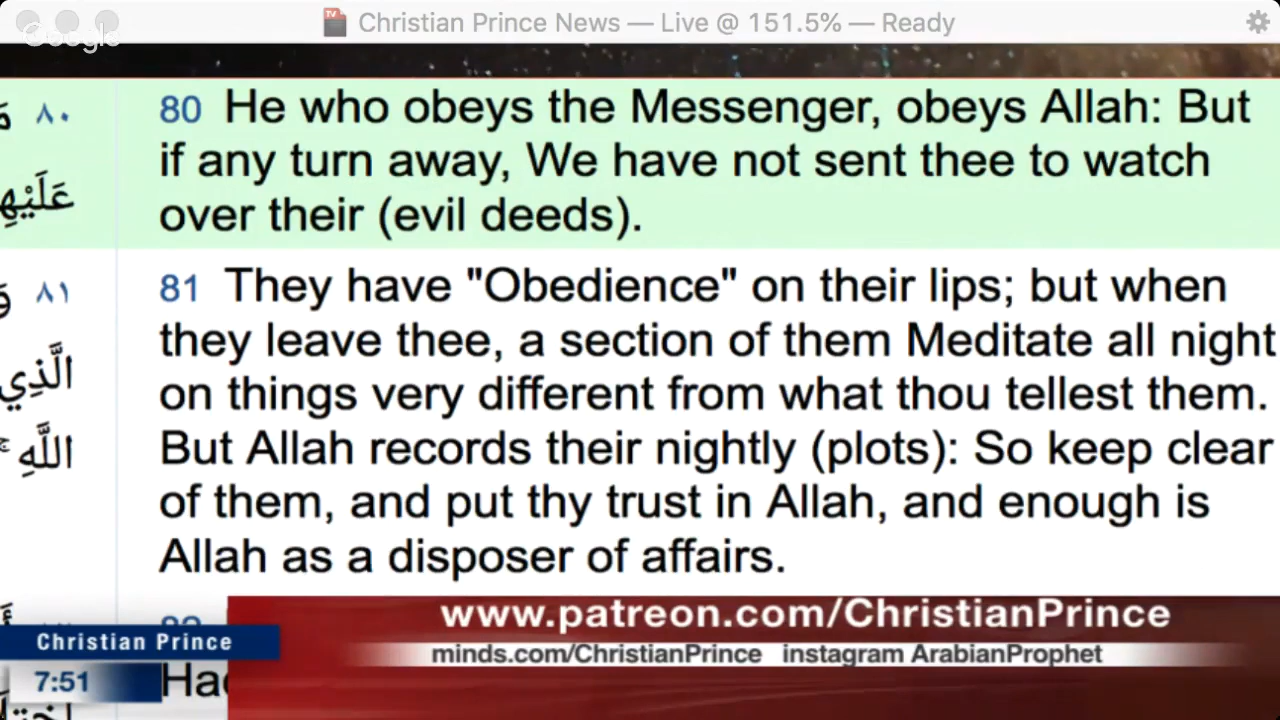 Christian Prince News — Live @ 151.5% — Ready
Google
٨٠
80 He who obeys the Messenger, obeys Allah: But
if any turn away, We have not sent thee to watch
عَلَيْهِ
over their (evil deeds).
٨١
81 They have "Obedience" on their lips; but when
they leave thee, a section of them Meditate all night
الَّذِي
on things very different from what thou tellest them.
But Allah records their nightly (plots): So keep clear
اللَّهِ
of them, and put thy trust in Allah, and enough is
Allah as a disposer of affairs.
www.patreon.com/ChristianPrince
Christian Prince
minds.com/ChristianPrince instagram ArabianProphet
7:51